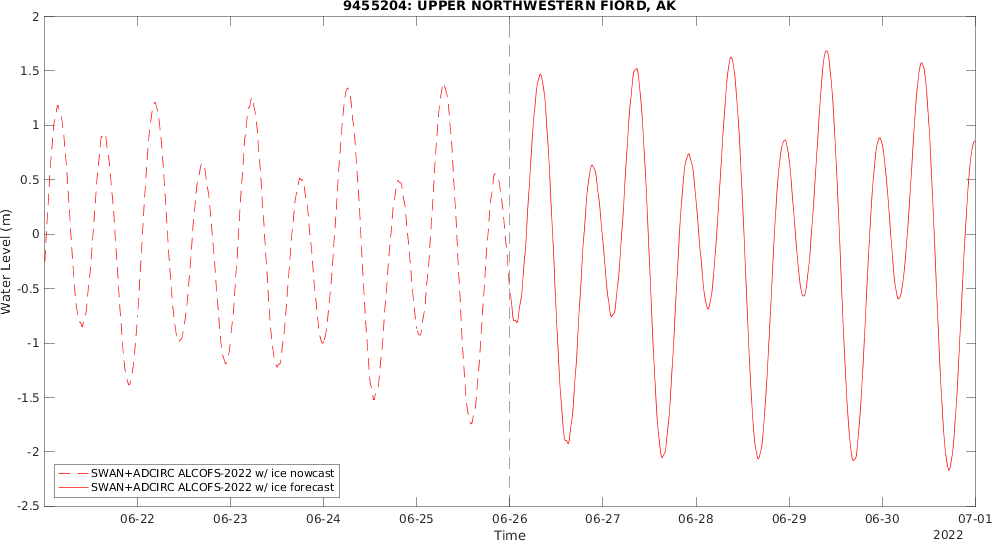 9455204: UPPER NORTHWESTERN FIORD, AK
2
1.5
1
0.5
0
-0.5
-1
-1.5
-2
-2.5
Water Level (m)
SWAN+ADCIRC ALCOFS-2022 w/ ice nowcast
SWAN+ADCIRC ALCOFS-2022 w/ ice forecast
06-22 06-23 06-24 06-25 06-26 06-27 06-28 06-29 06-30 07-01
Time
2022